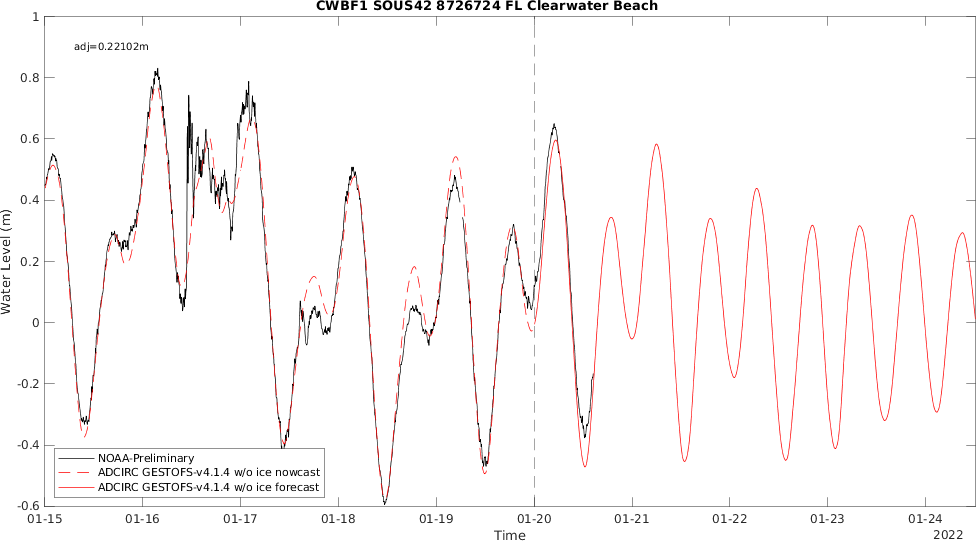 CWBF1 SOUS42 8726724 FL Clearwater Beach
adj=0.22102m
1
0.8
0.6
0.4
0.2
0
-0.2
-0.4
-0.6
Water Level (m)
NOAA-Preliminary
ADCIRC GESTOFS-v4.1.4 w/o ice nowcast
ADCIRC GESTOFS-v4.1.4 w/o ice forecast
01-15 01-16 01-17 01-18 01-19 01-20 01-21 01-22 01-23 01-24
Time
2022